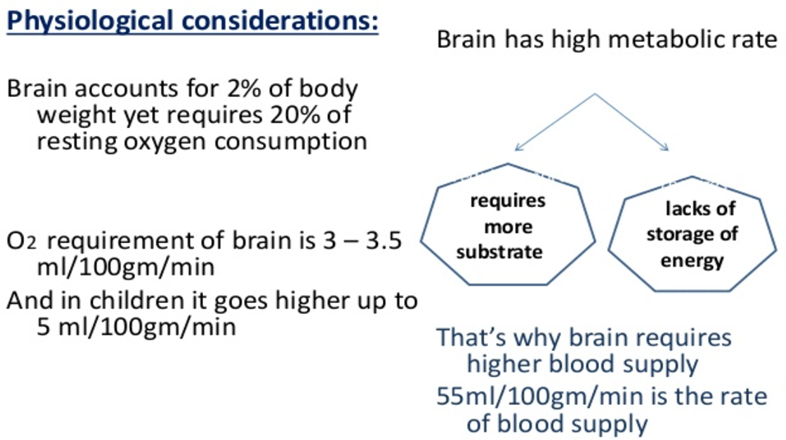 Physiological considerations:
Brain accounts for 2% of body
weight yet requires 20% of
resting oxygen consumption
O2 requirement of brain is 3 – 3.5
ml/100gm/min
And in children it goes higher up to
5 ml/100gm/min
Brain has high metabolic rate
requires
more
substrate
lacks of
storage of
energy
That's why brain requires
higher blood supply
55ml/100gm/min is the rate
of blood supply